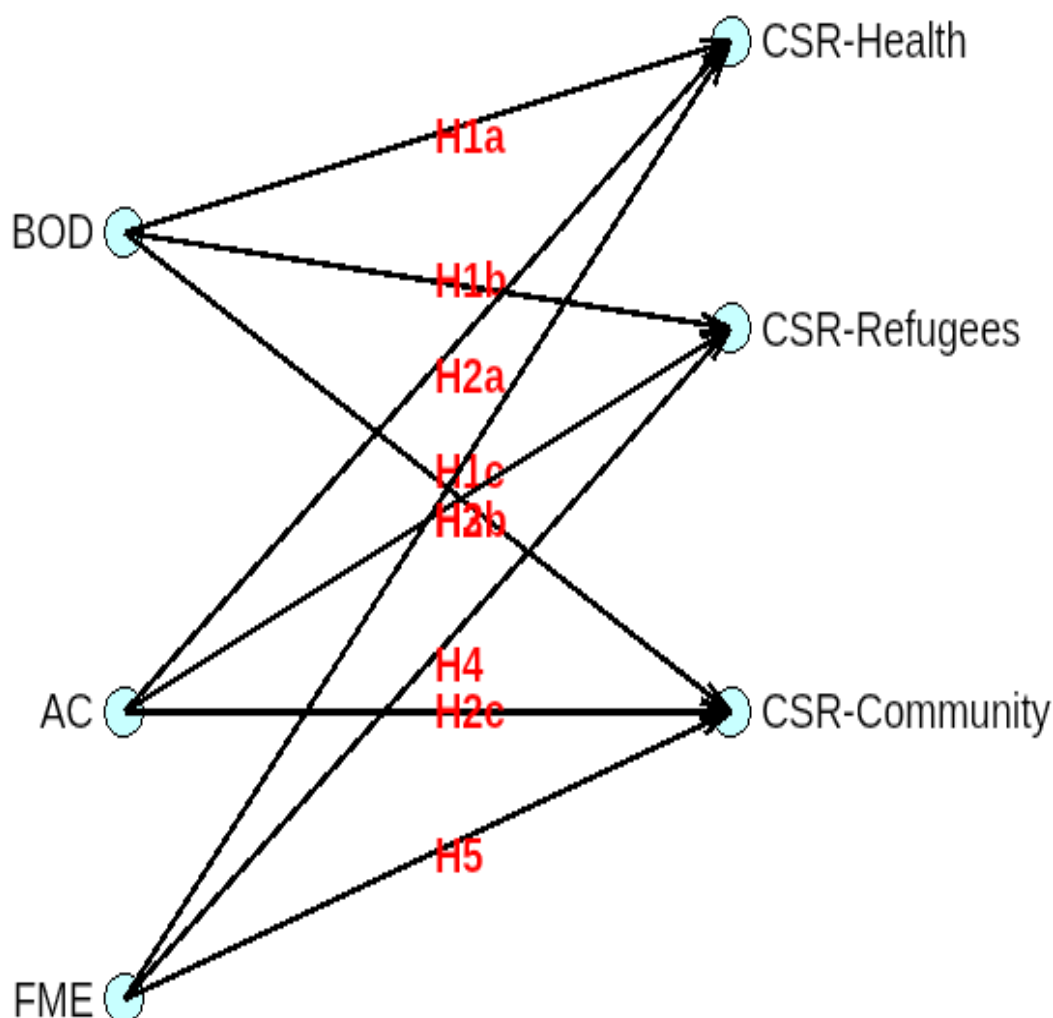 CSR-Health
H1a
BOD
H1b
CSR-Refugees
H2a
H1c
H2b
H4
AC
H2c
CSR-Community
H5
FME